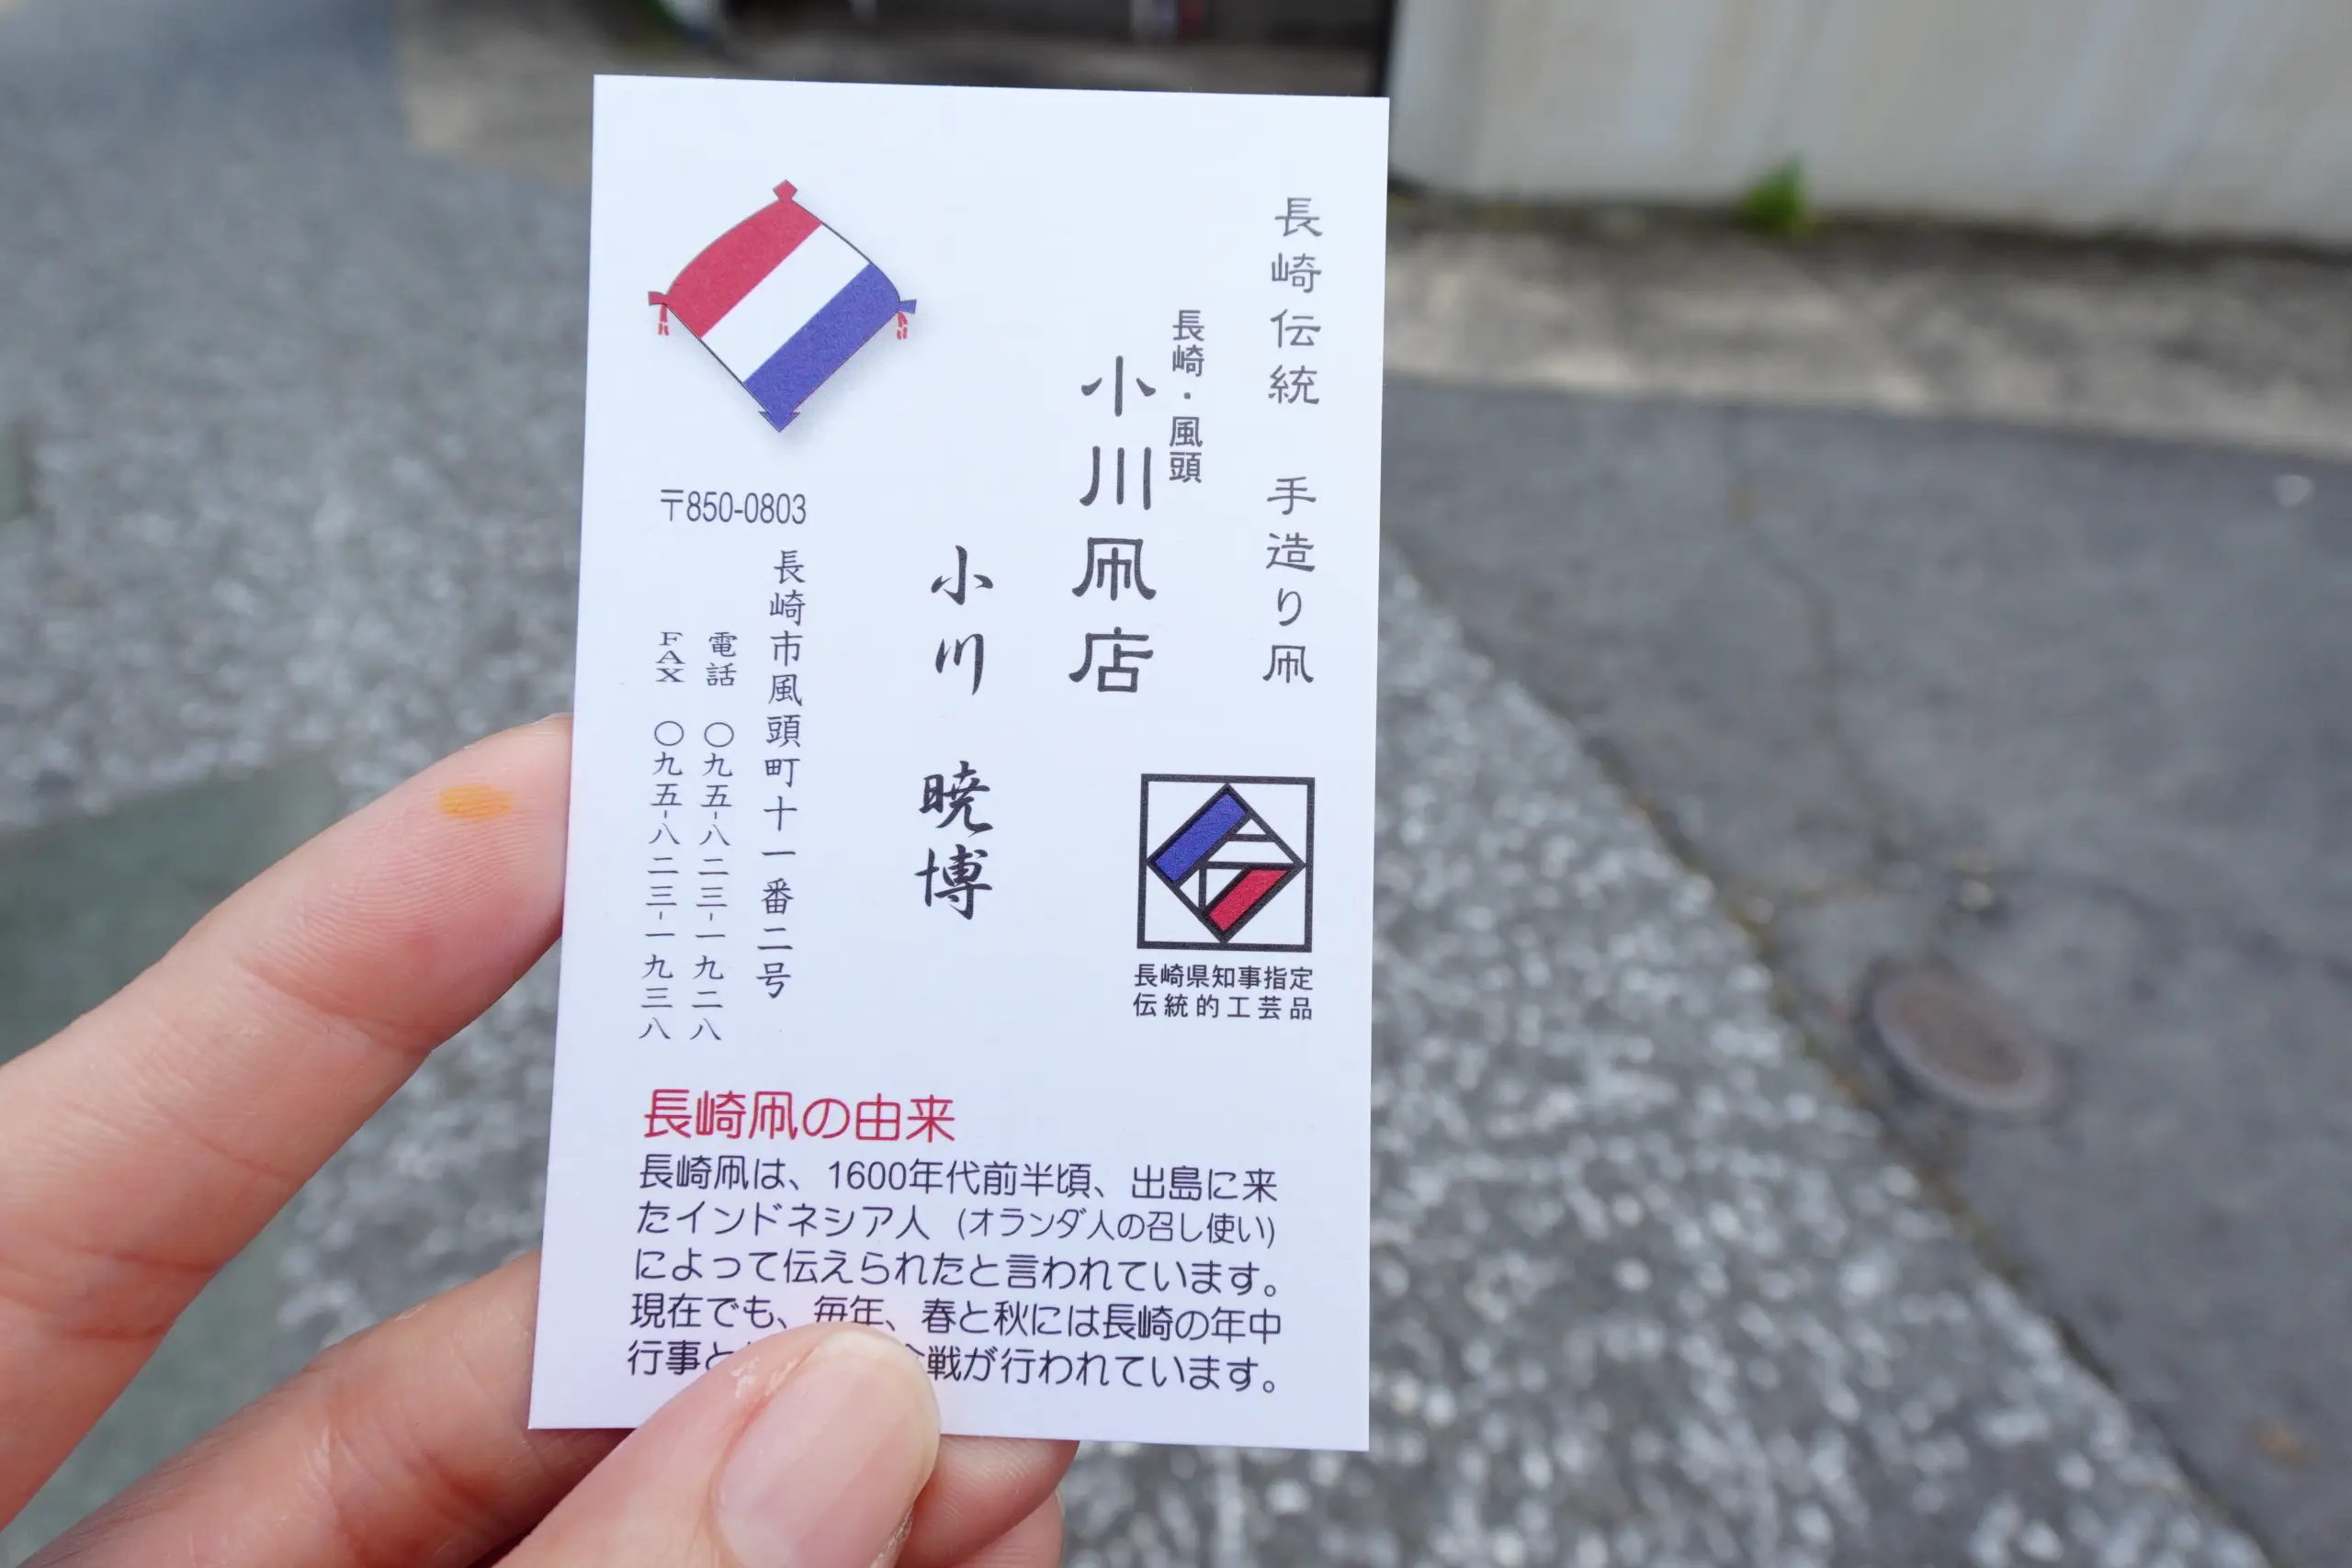 長崎伝統 手造り凧
長崎・風頭
小川凧店
小川 暁博
〒850-0803
長崎市風頭町十一番二号
電話 〇九五-八二三-一九二八
FAX 〇九五-八二三-一九三八
長崎県知事指定
伝統的工芸品
長崎凧の由来
長崎凧は、1600年代前半頃、出島に来
たインドネシア人 (オランダ人の召し使い)
によって伝えられたと言われています。
現在でも、毎年、春と秋には長崎の年中
行事と 戦が行われています。